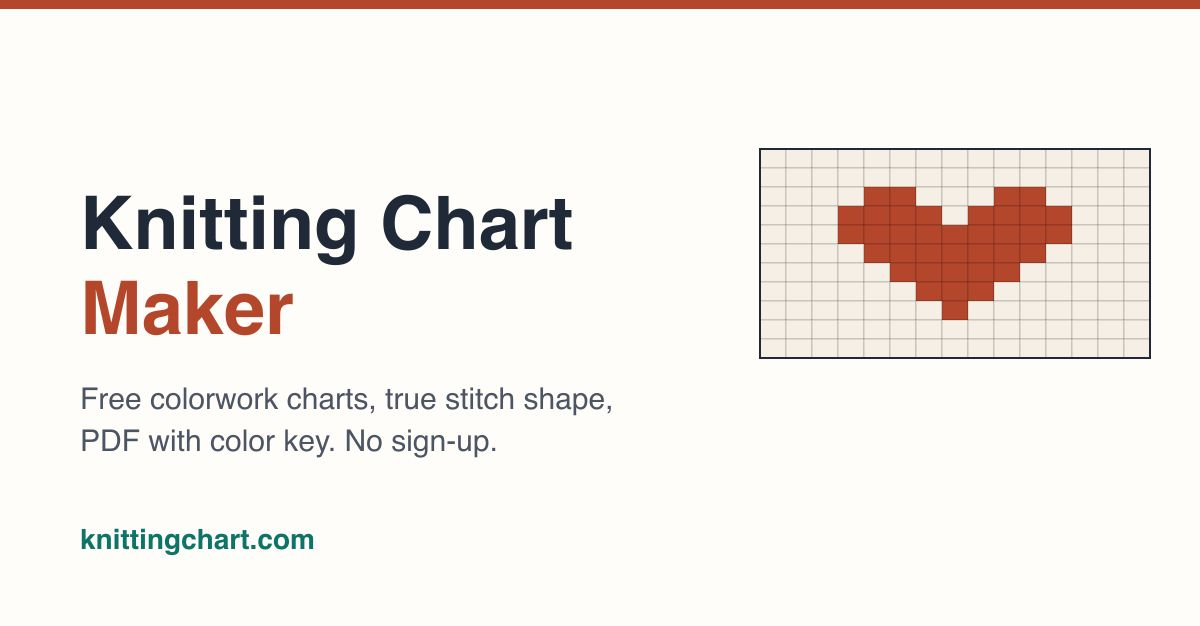 Knitting Chart
Maker
Free colorwork charts, true stitch shape,
PDF with color key. No sign-up.
knittingchart.com